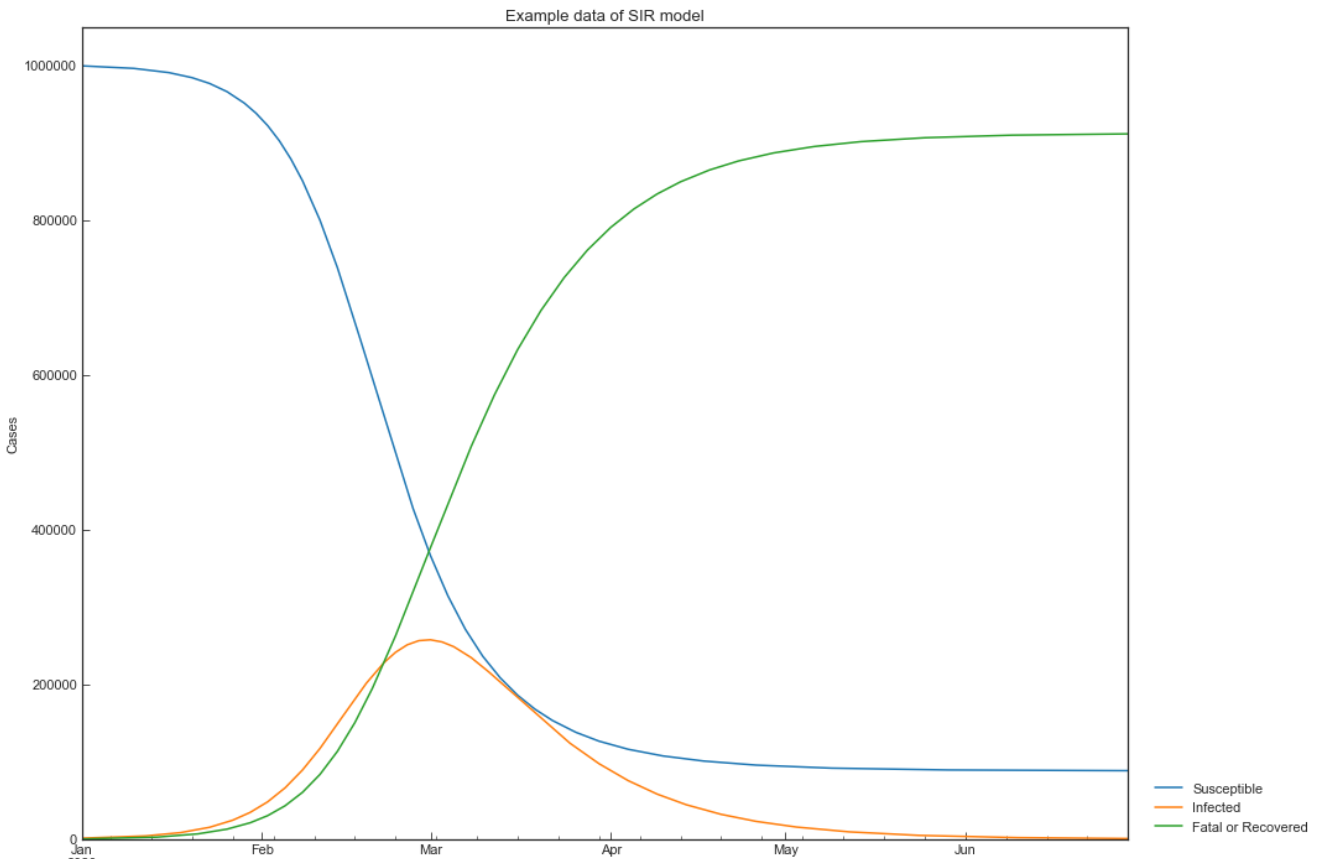 Example data of SIR model
1000000
800000
600000
400000
200000
0
Cases
Jan Feb Mar Apr May Jun
Susceptible
Infected
Fatal or Recovered